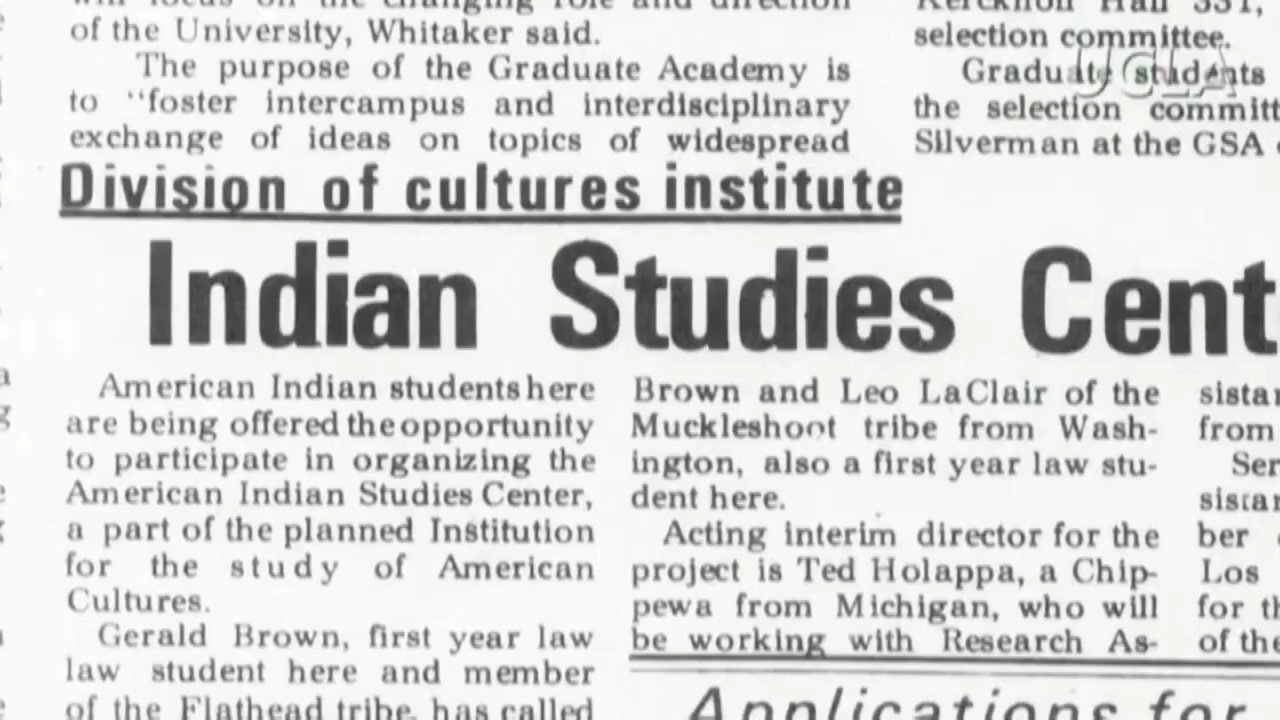 of the University, Whitaker said.
The purpose of the Graduate Academy is
to "foster intercampus and interdisciplinary
exchange of ideas on topics of widespread
selection committee.
Graduate students
the selection committ
Silverman at the GSA
UCLA
Division of cultures institute
Indian Studies Cent
American Indian students here
are being offered the opportunity
to participate in organizing the
American Indian Studies Center,
a part of the planned Institution
for the study of American
Cultures.
Gerald Brown, first year law
law student here and member
of the Flathead tribe, has called
Brown and Leo LaClair of the
Muckleshoot tribe from Wash-
ington, also a first year law stu-
dent here.
Acting interim director for the
project is Ted Holappa, a Chip-
pewa from Michigan, who will
be working with Research As-
sistan
from
Ser
sistan
ber
Los
for th
of the
Applications for